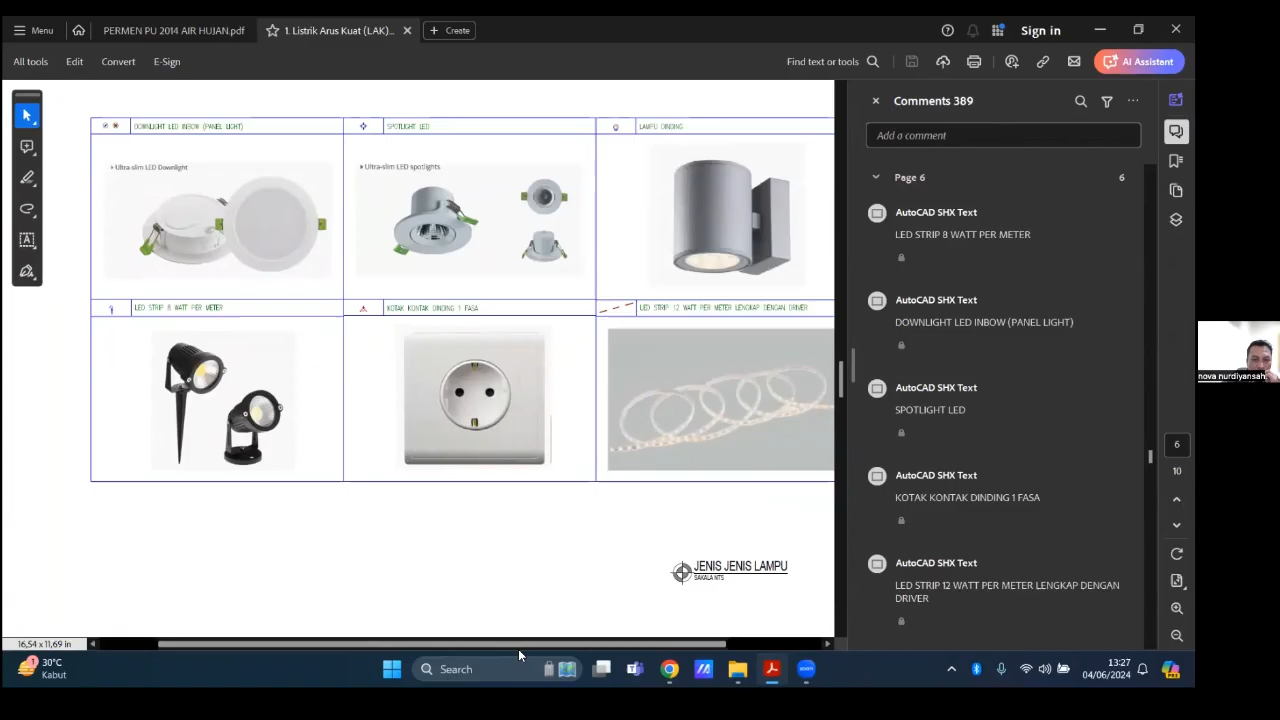 Menu
PERMEN PU 2014 AIR HUJAN.pdf
1. Listrik Arus Kuat (LAK)...
Create
Sign in
All tools
Edit
Convert
E-Sign
Find text or tools
AI Assistant
DOWNLIGHT LED INBOW (PANEL LIGHT)
SPOTLIGHT LED
LAMPU DINDING
Ultra-slim LED Downlight
Ultra-slim LED spotlights
LED STRIP 8 WATT PER METER
KOTAK KONTAK DINDING 1 FASA
LED STRIP 12 WATT PER METER LENGKAP DENGAN DRIVER
JENIS JENIS LAMPU
SAKALA NTS
16,54 x 11,69 in
Comments 389
Add a comment
Page 6
6
AutoCAD SHX Text
LED STRIP 8 WATT PER METER
AutoCAD SHX Text
DOWNLIGHT LED INBOW (PANEL LIGHT)
AutoCAD SHX Text
SPOTLIGHT LED
AutoCAD SHX Text
KOTAK KONTAK DINDING 1 FASA
AutoCAD SHX Text
LED STRIP 12 WATT PER METER LENGKAP DENGAN
DRIVER
6
10
nova nurdiyansah
1
30°C
Kabut
Search
zoom
13:27
04/06/2024
PRE